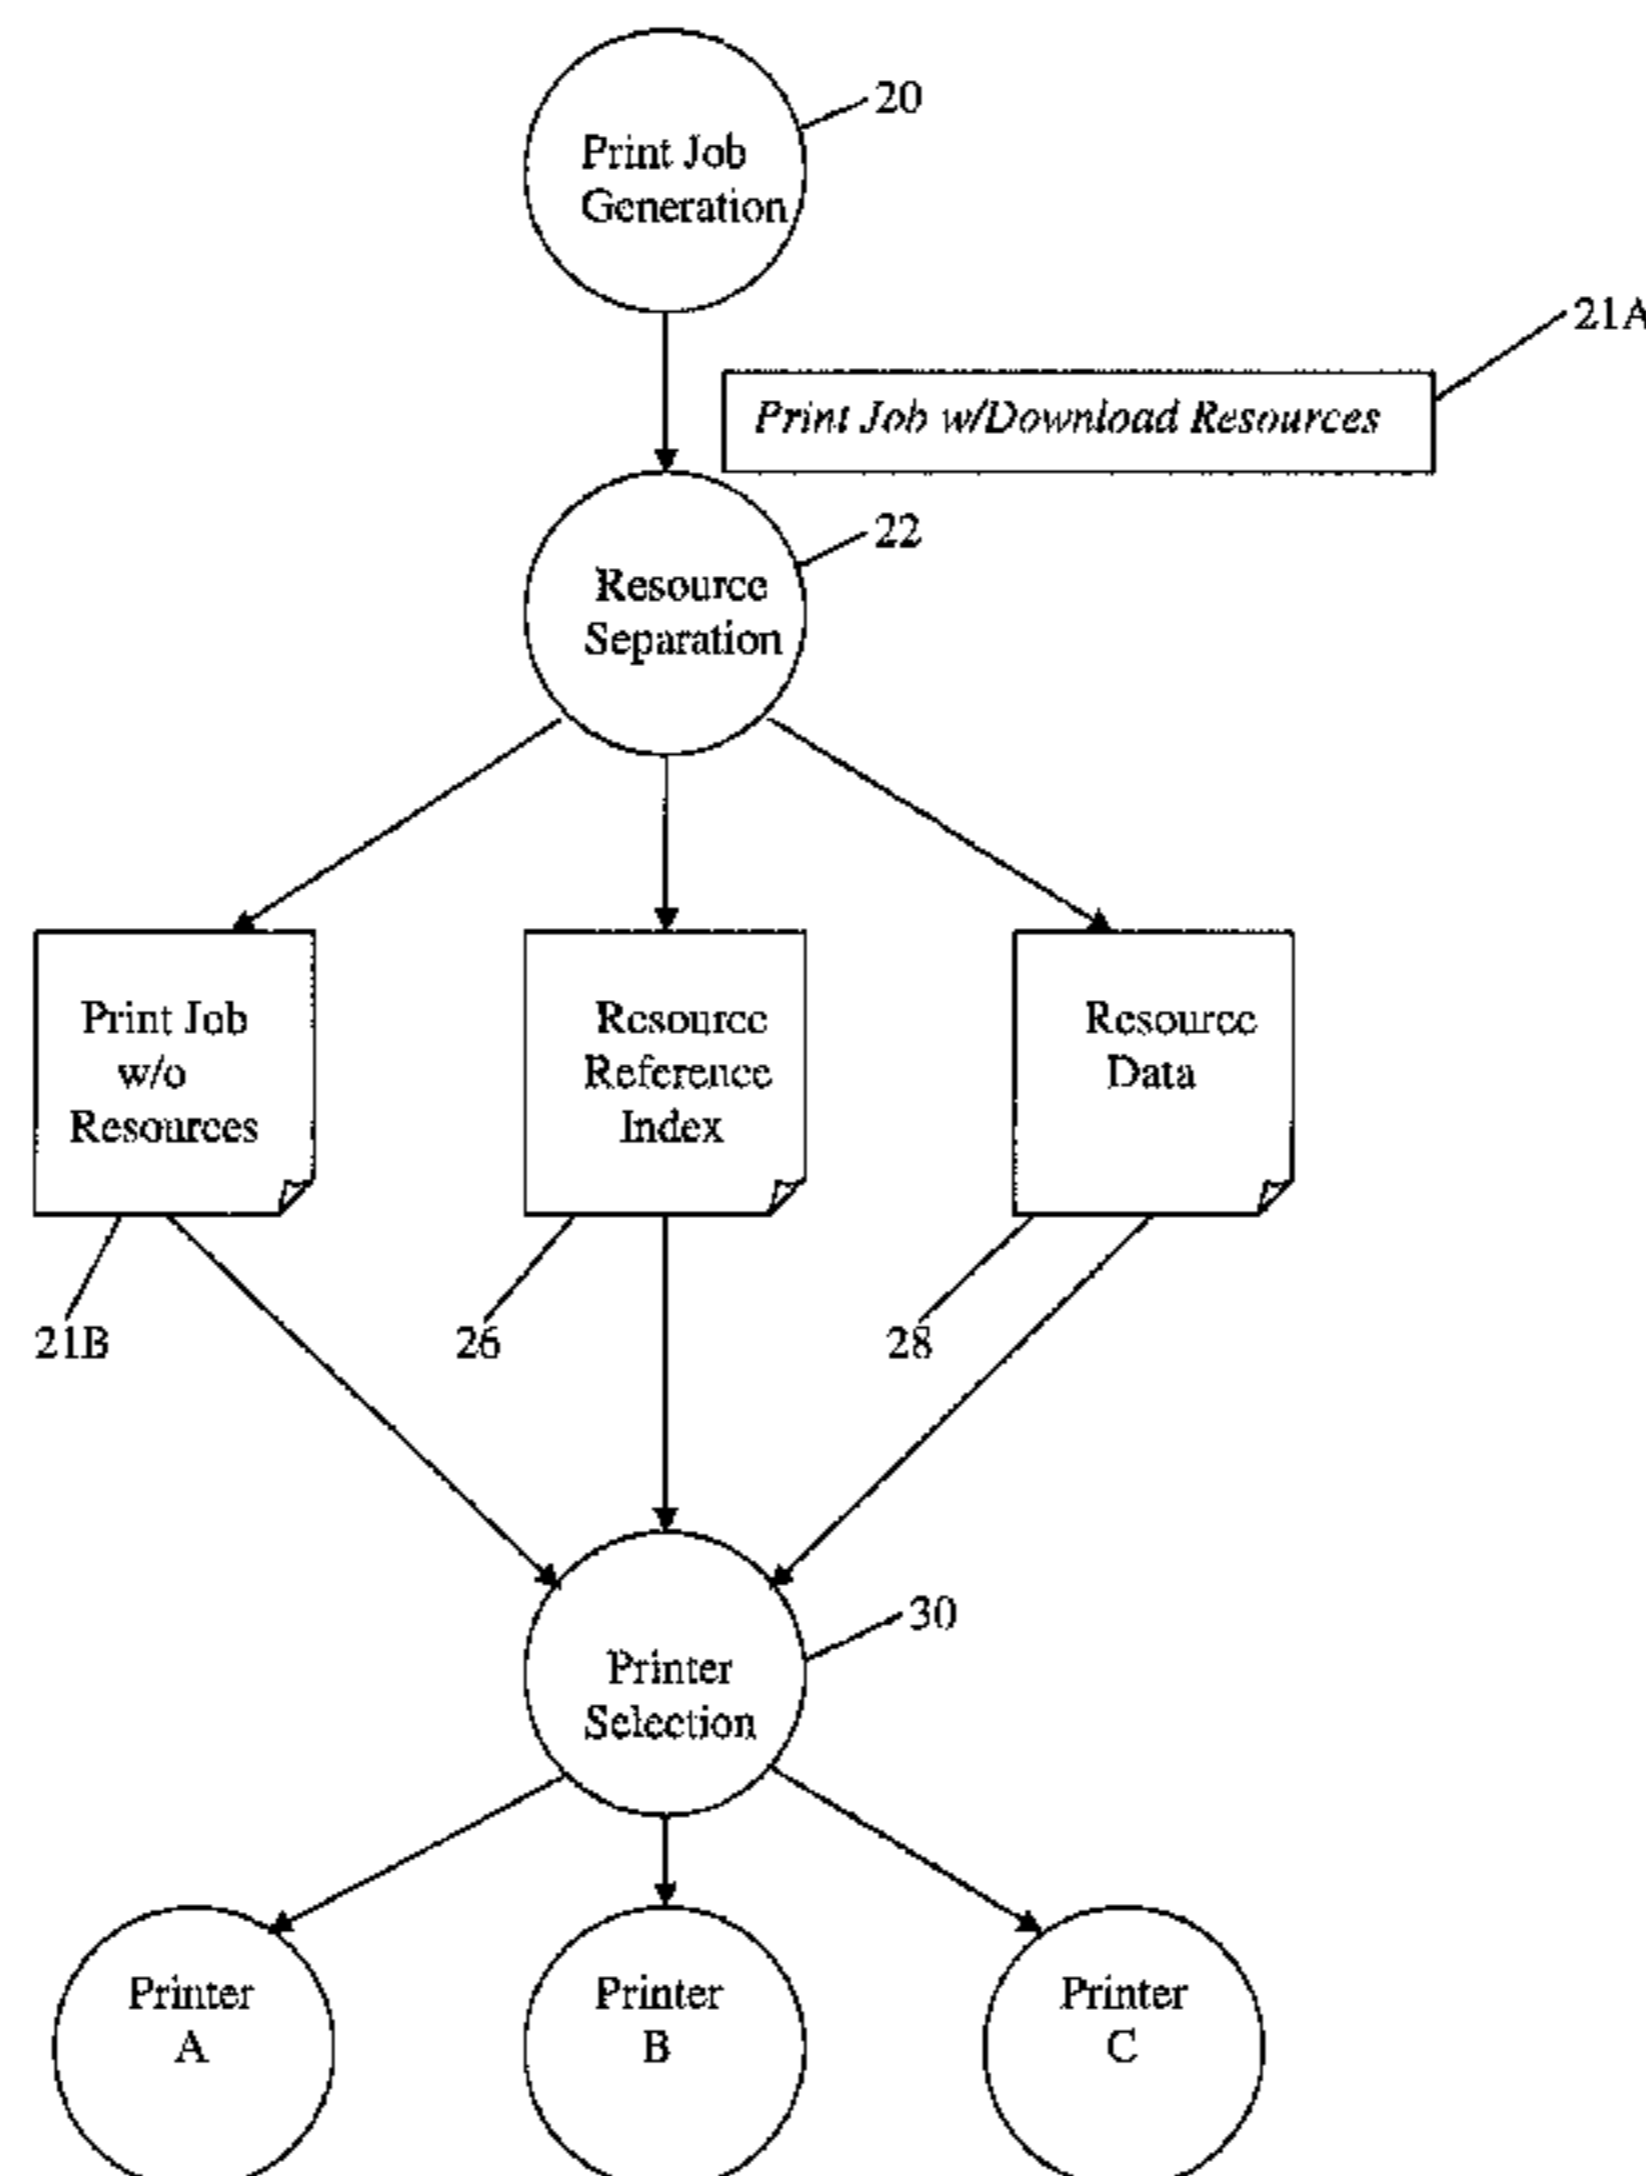 20
Print Job
Generation
21A
Print Job w/Download Resources
22
Resource
Separation
Print Job
w/o
Resources
Resource
Reference
Index
Resource
Data
21B
26
28
30
Printer
Selection
Printer
A
Printer
B
Printer
C